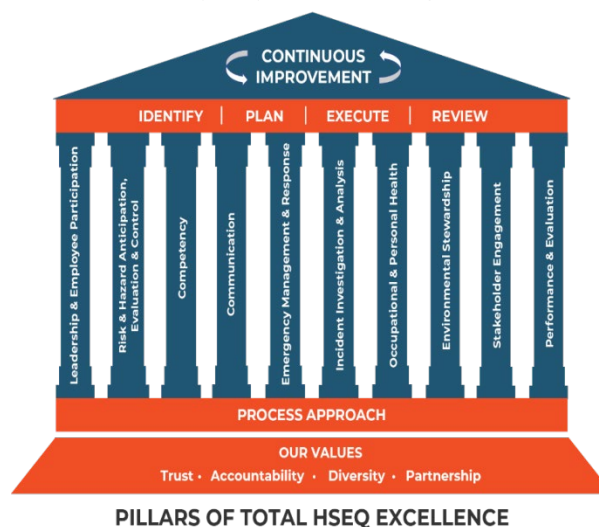 CONTINUOUS
IMPROVEMENT
IDENTIFY | PLAN | EXECUTE | REVIEW
Leadership & Employee Participation
Risk & Hazard Anticipation,
Evaluation & Control
Competency
Communication
Emergency Management & Response
Incident Investigation & Analysis
Occupational & Personal Health
Environmental Stewardship
Stakeholder Engagement
Performance & Evaluation
PROCESS APPROACH
OUR VALUES
Trust • Accountability • Diversity • Partnership
PILLARS OF TOTAL HSEQ EXCELLENCE